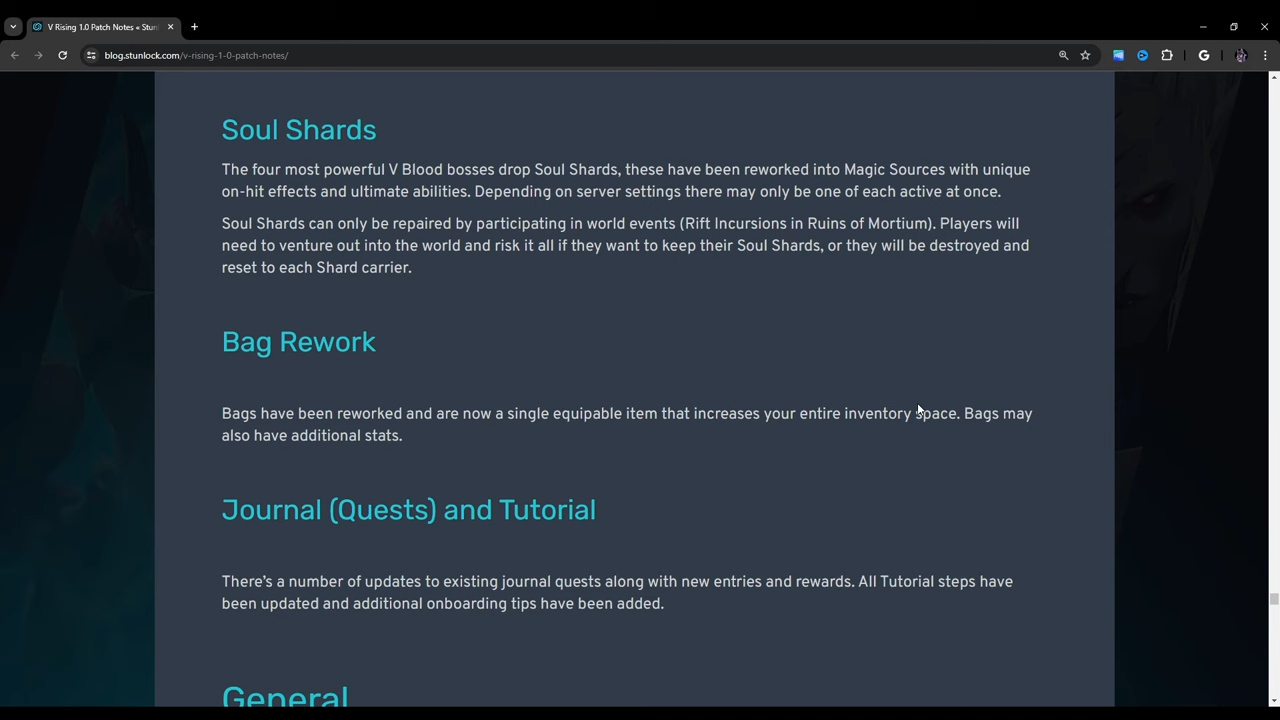 V Rising 1.0 Patch Notes « Stun
blog.stunlock.com/v-rising-1-0-patch-notes/
Soul Shards
The four most powerful V Blood bosses drop Soul Shards, these have been reworked into Magic Sources with unique
on-hit effects and ultimate abilities. Depending on server settings there may only be one of each active at once.
Soul Shards can only be repaired by participating in world events (Rift Incursions in Ruins of Mortium). Players will
need to venture out into the world and risk it all if they want to keep their Soul Shards, or they will be destroyed and
reset to each Shard carrier.
Bag Rework
Bags have been reworked and are now a single equipable item that increases your entire inventory space. Bags may
also have additional stats.
Journal (Quests) and Tutorial
There's a number of updates to existing journal quests along with new entries and rewards. All Tutorial steps have
been updated and additional onboarding tips have been added.
General